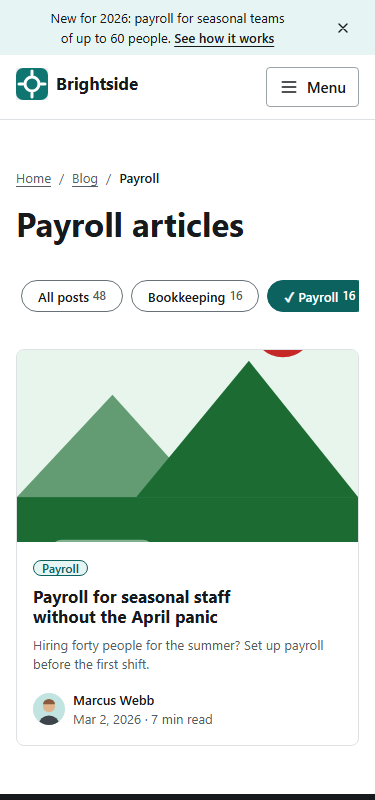 New for 2026: payroll for seasonal teams
of up to 60 people. See how it works
Brightside
Menu
Home / Blog / Payroll
Payroll articles
All posts 48
Bookkeeping 16
Payroll 16
Payroll
Payroll for seasonal staff
without the April panic
Hiring forty people for the summer? Set up payroll
before the first shift.
Marcus Webb
Mar 2, 2026 · 7 min read